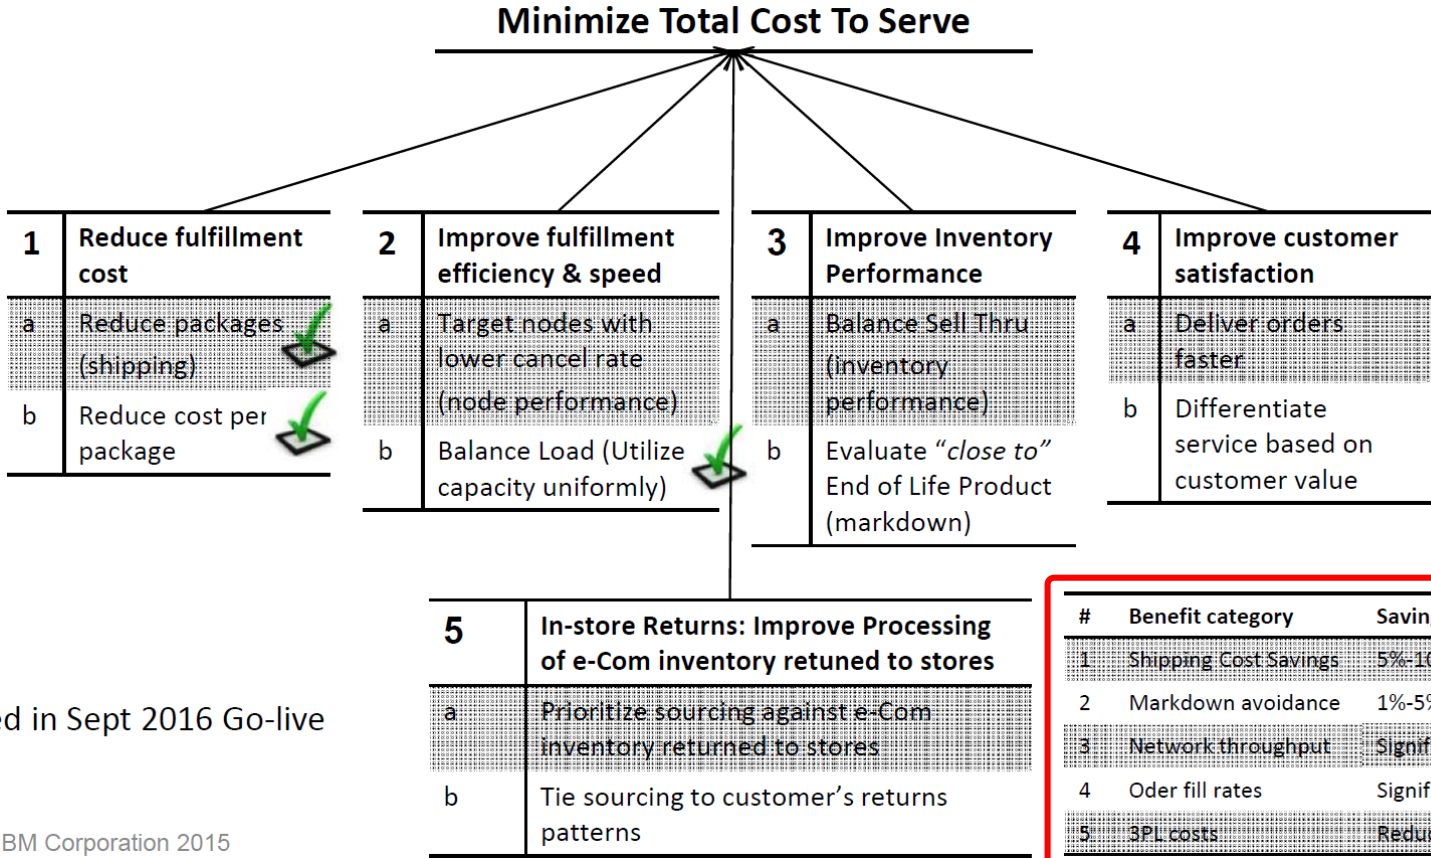 Minimize Total Cost To Serve
1 Reduce fulfillment
cost
a Reduce packages
(shipping)
b Reduce cost per
package
2 Improve fulfillment
efficiency & speed
a Target nodes with
lower cancel rate
(node performance)
b Balance Load (Utilize
capacity uniformly)
3 Improve Inventory
Performance
a Balance Sell Thru
(inventory
performance)
b Evaluate "close to"
End of Life Product
(markdown)
4 Improve customer
satisfaction
a Deliver orders
faster
b Differentiate
service based on
customer value
5 In-store Returns: Improve Processing
of e-Com inventory retuned to stores
a Prioritize sourcing against e-Com
inventory returned to stores
b Tie sourcing to customer's returns
patterns
# Benefit category
1 Shipping Cost Savings 5%-10
2 Markdown avoidance 1%-5%
3 Network throughput
4 Oder fill rates
5 3PL costs
in Sept 2016 Go-live
BM Corporation 2015